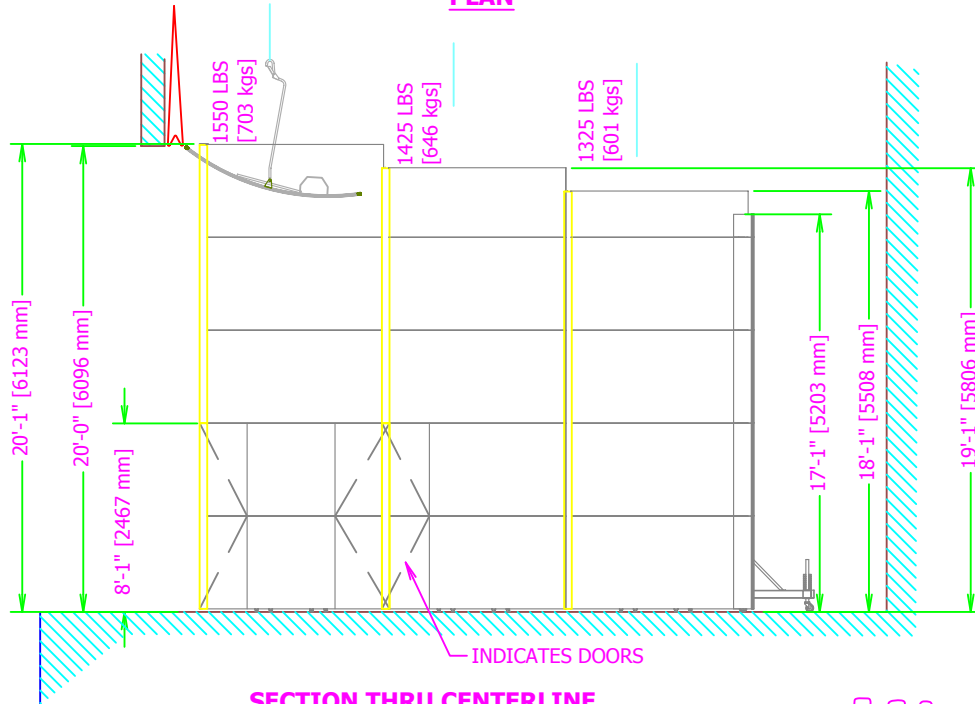 PLAN
1550 LBS
[703 kgs]
1425 LBS
[646 kgs]
1325 LBS
[601 kgs]
20'-1" [6123 mm]
20'-0" [6096 mm]
8'-1" [2467 mm]
17'-1" [5203 mm]
18'-1" [5508 mm]
19'-1" [5806 mm]
INDICATES DOORS
SECTION THRU CENTERLINE